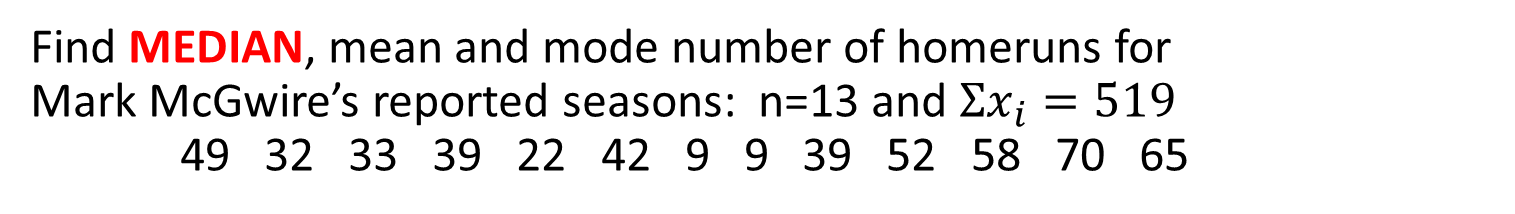 Find MEDIAN, mean and mode number of homeruns for
Mark McGwire’s reported seasons: n=13 and Σxᵢ = 519
49 32 33 39 22 42 9 9 39 52 58 70 65